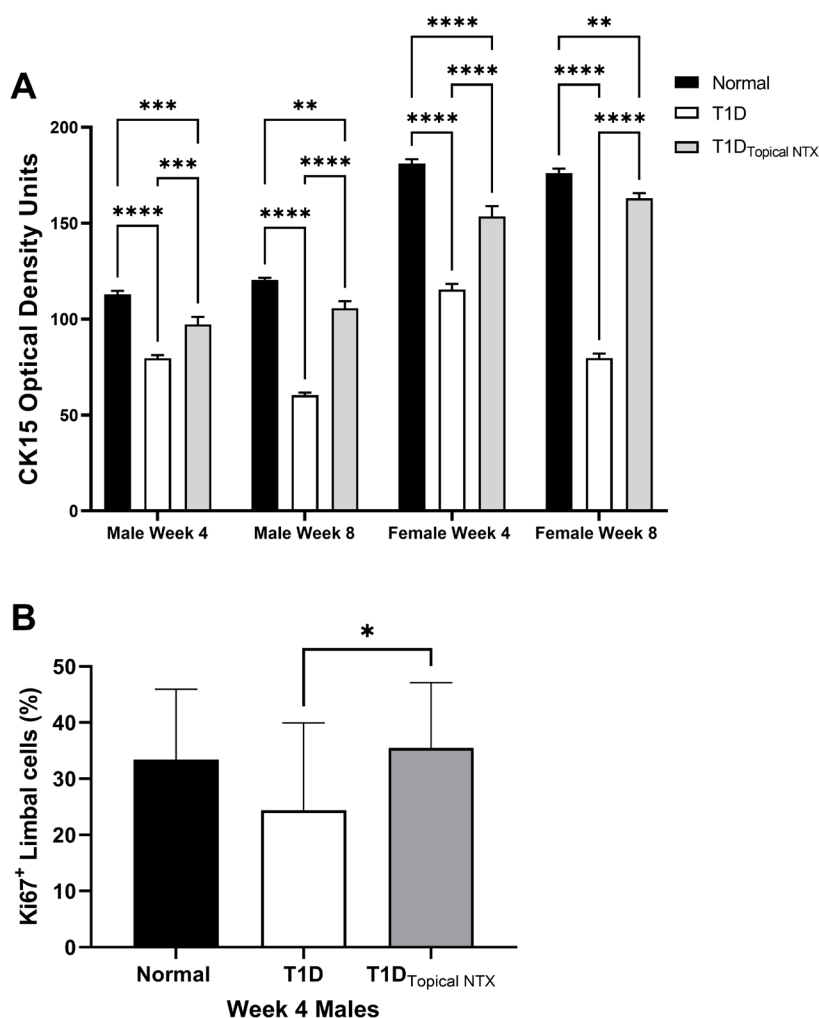 A
**** **
**** ****
*** ** **** ****
*** ****
**** ****
Normal
T1D
T1DTopical NTX
CK15 Optical Density Units
200
150
100
50
0
Male Week 4 Male Week 8 Female Week 4 Female Week 8
B
*
Ki67+ Limbal cells (%)
50
40
30
20
10
0
Normal T1D T1DTopical NTX
Week 4 Males